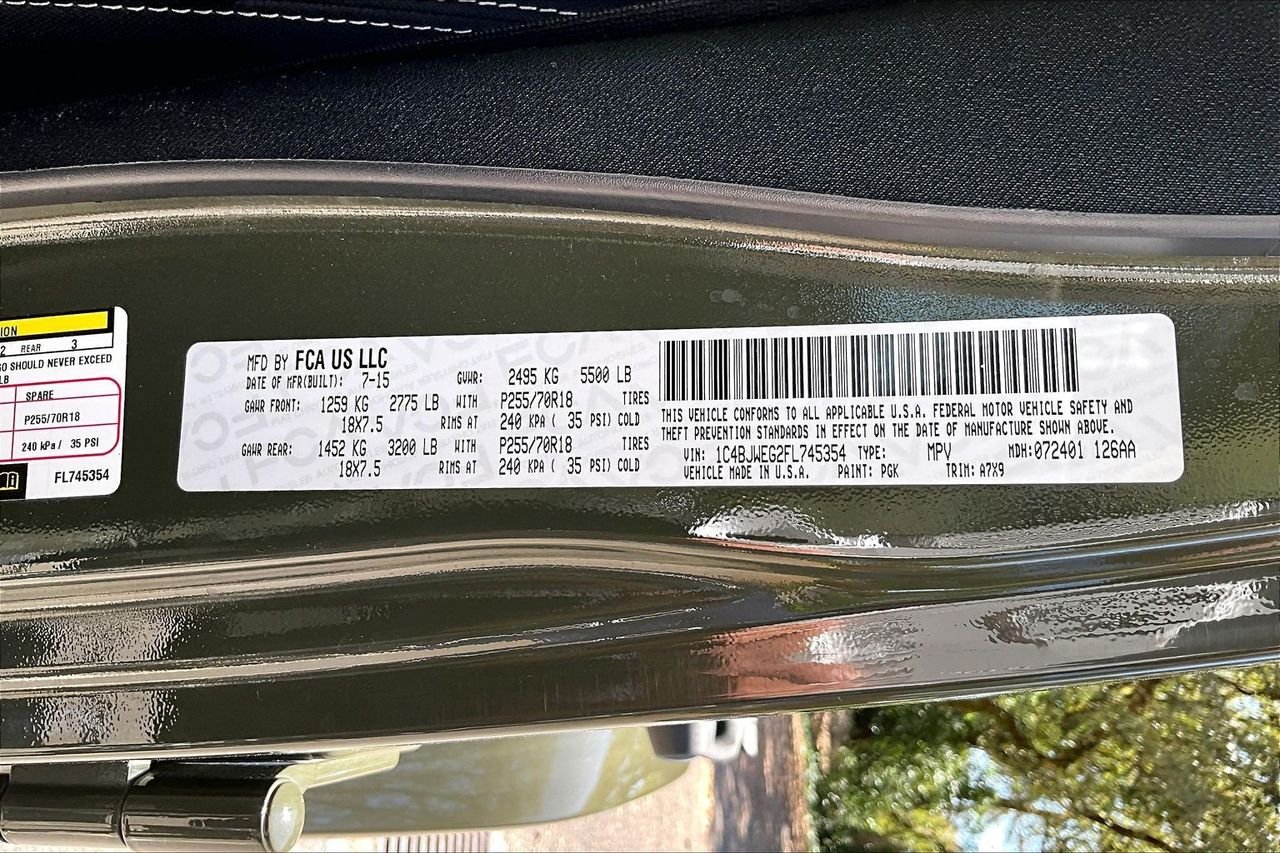 ION
2 REAR 3
GO SHOULD NEVER EXCEED
LB
SPARE
P255/70R18
240 kPa / 35 PSI
FL745354
MFD BY FCA US LLC
DATE OF MFR(BUILT): 7-15 GVWR: 2495 KG 5500 LB
GAWR FRONT: 1259 KG 2775 LB WITH P255/70R18 TIRES
18X7.5 RIMS AT 240 KPA ( 35 PSI) COLD
GAWR REAR: 1452 KG 3200 LB WITH P255/70R18 TIRES
18X7.5 RIMS AT 240 KPA ( 35 PSI) COLD
THIS VEHICLE CONFORMS TO ALL APPLICABLE U.S.A. FEDERAL MOTOR VEHICLE SAFETY AND
THEFT PREVENTION STANDARDS IN EFFECT ON THE DATE OF MANUFACTURE SHOWN ABOVE.
VIN: 1C4BJWEG2FL745354 TYPE: MPV MDH:072401 126AA
VEHICLE MADE IN U.S.A. PAINT: PGK TRIM: A7X9